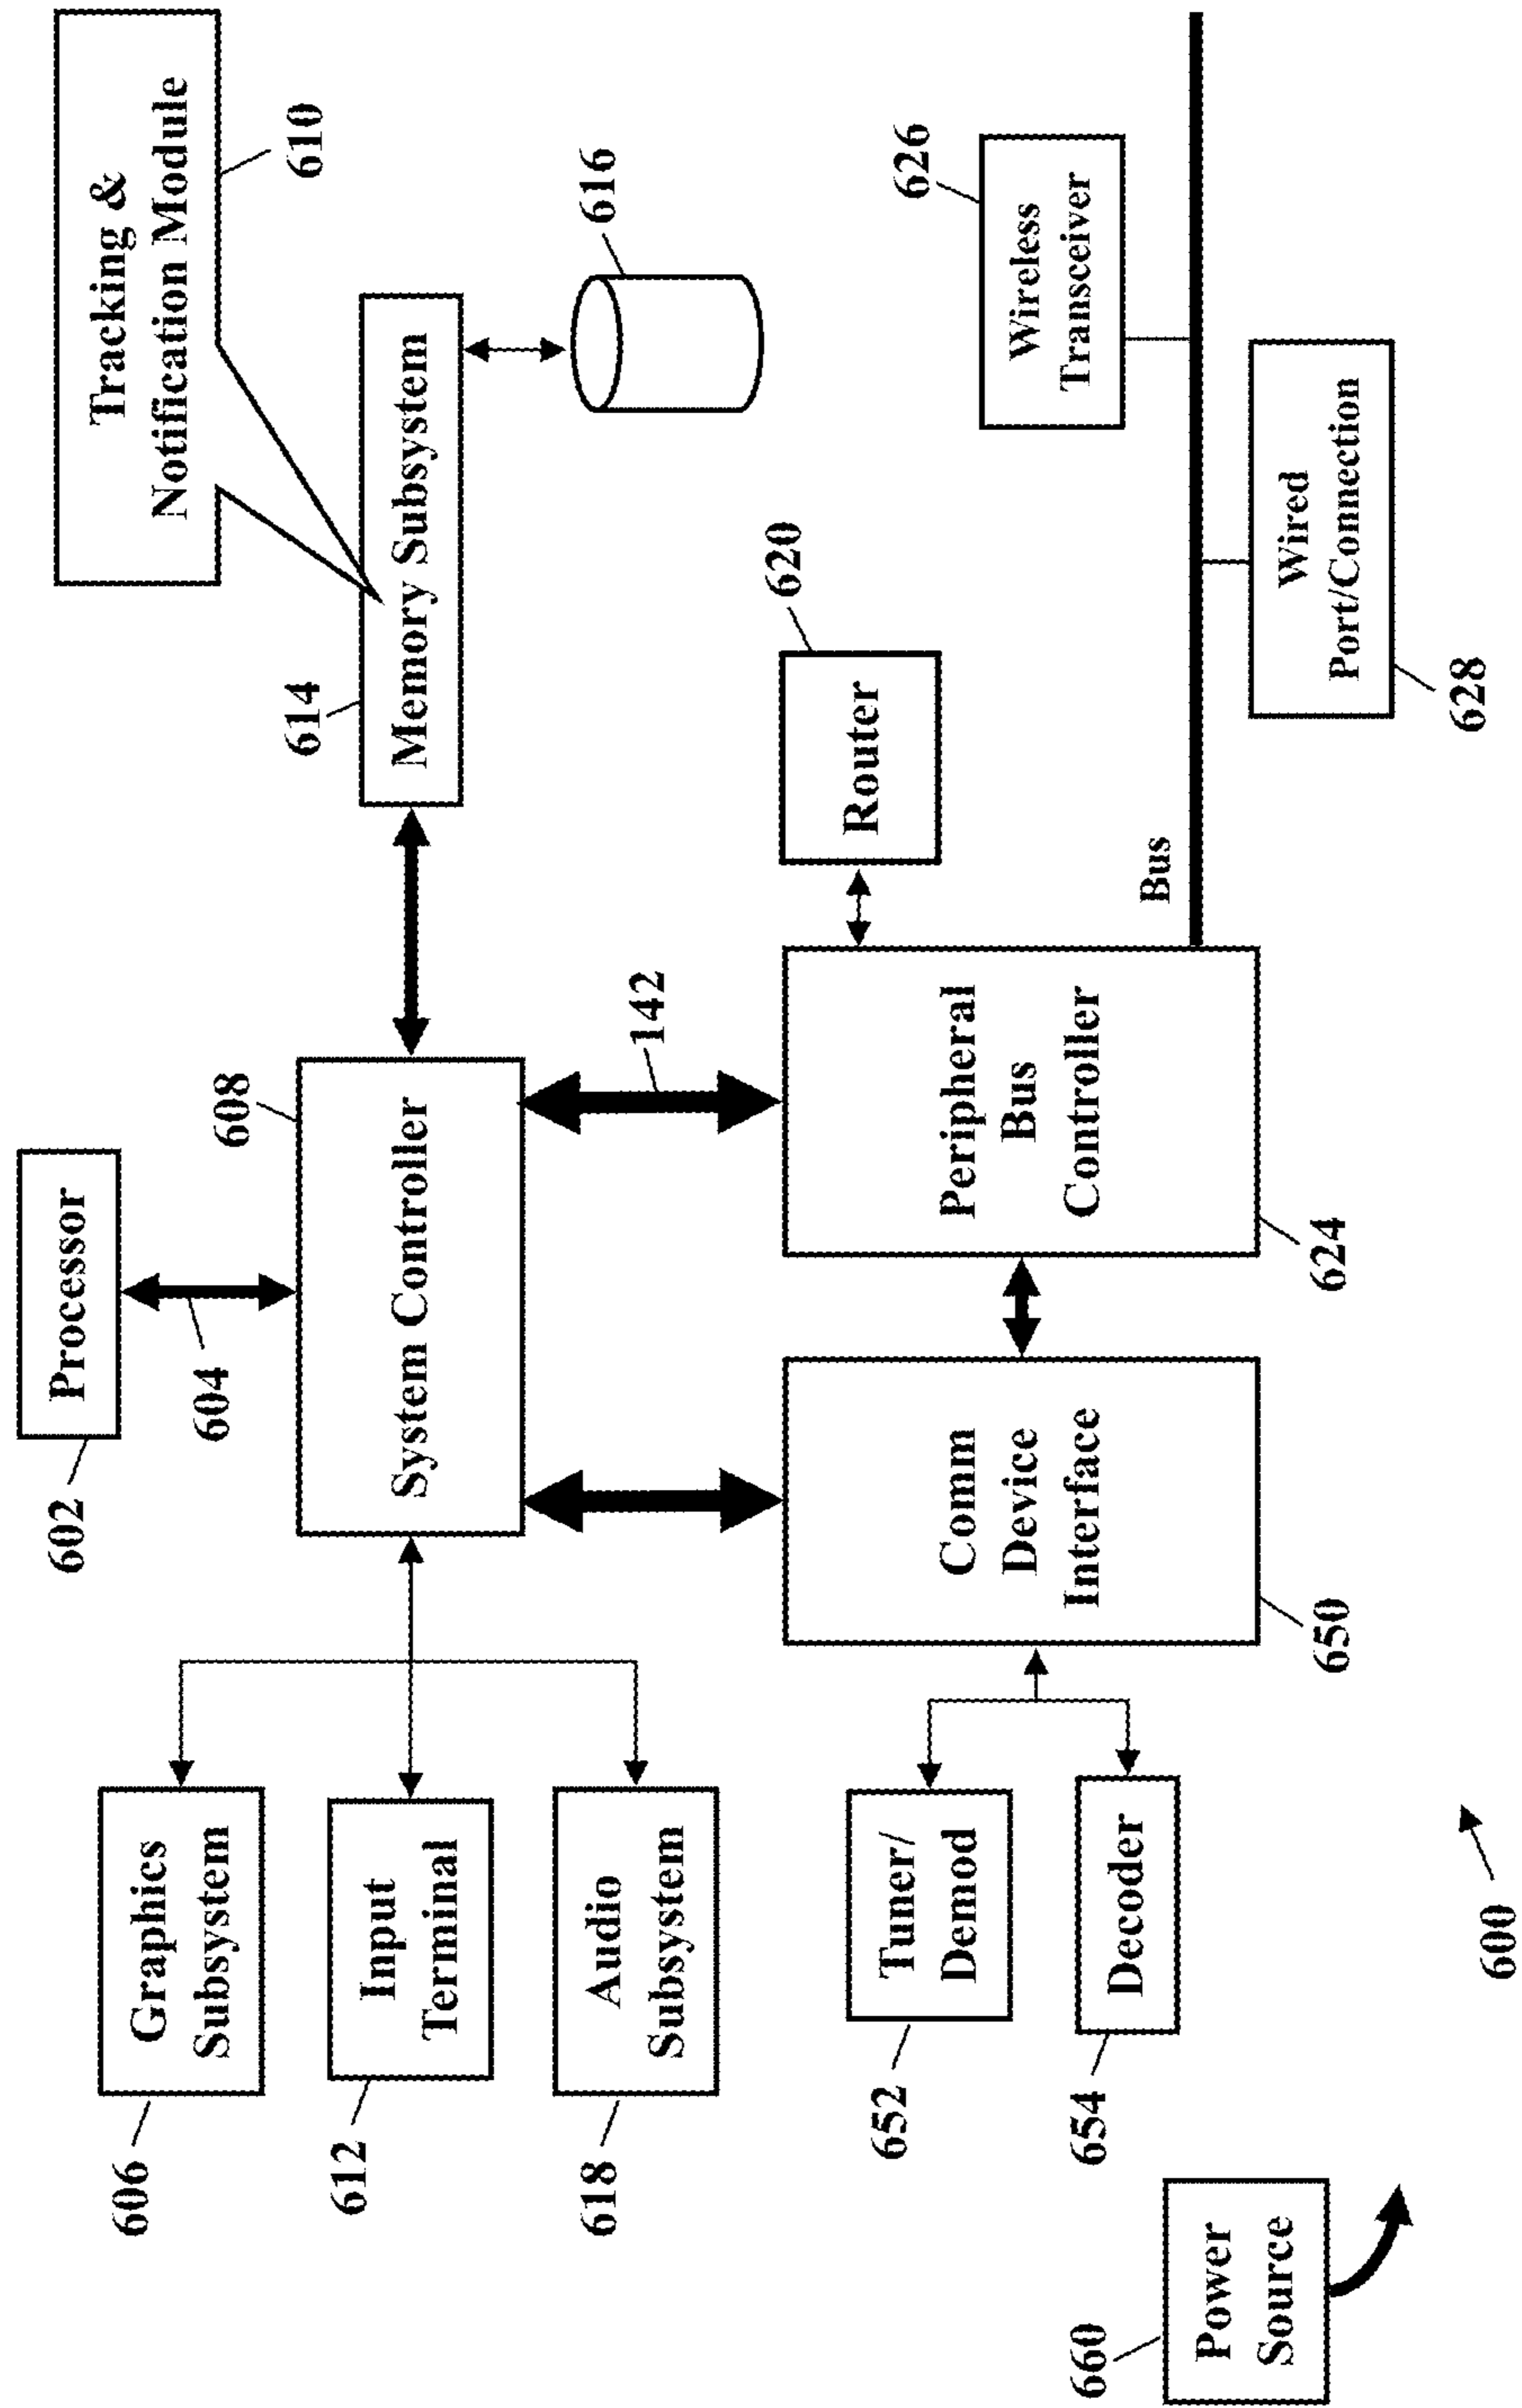 602
Processor
604
608
Tracking &
Notification Module
610
606
Graphics
Subsystem
612
Input
Terminal
618
Audio
Subsystem
System Controller
614
Memory Subsystem
616
142
620
Router
652
Tuner/
Demod
654
Decoder
Comm
Device
Interface
650
Peripheral
Bus
Controller
624
Bus
626
Wireless
Transceiver
Wired
Port/Connection
628
660
Power
Source
600